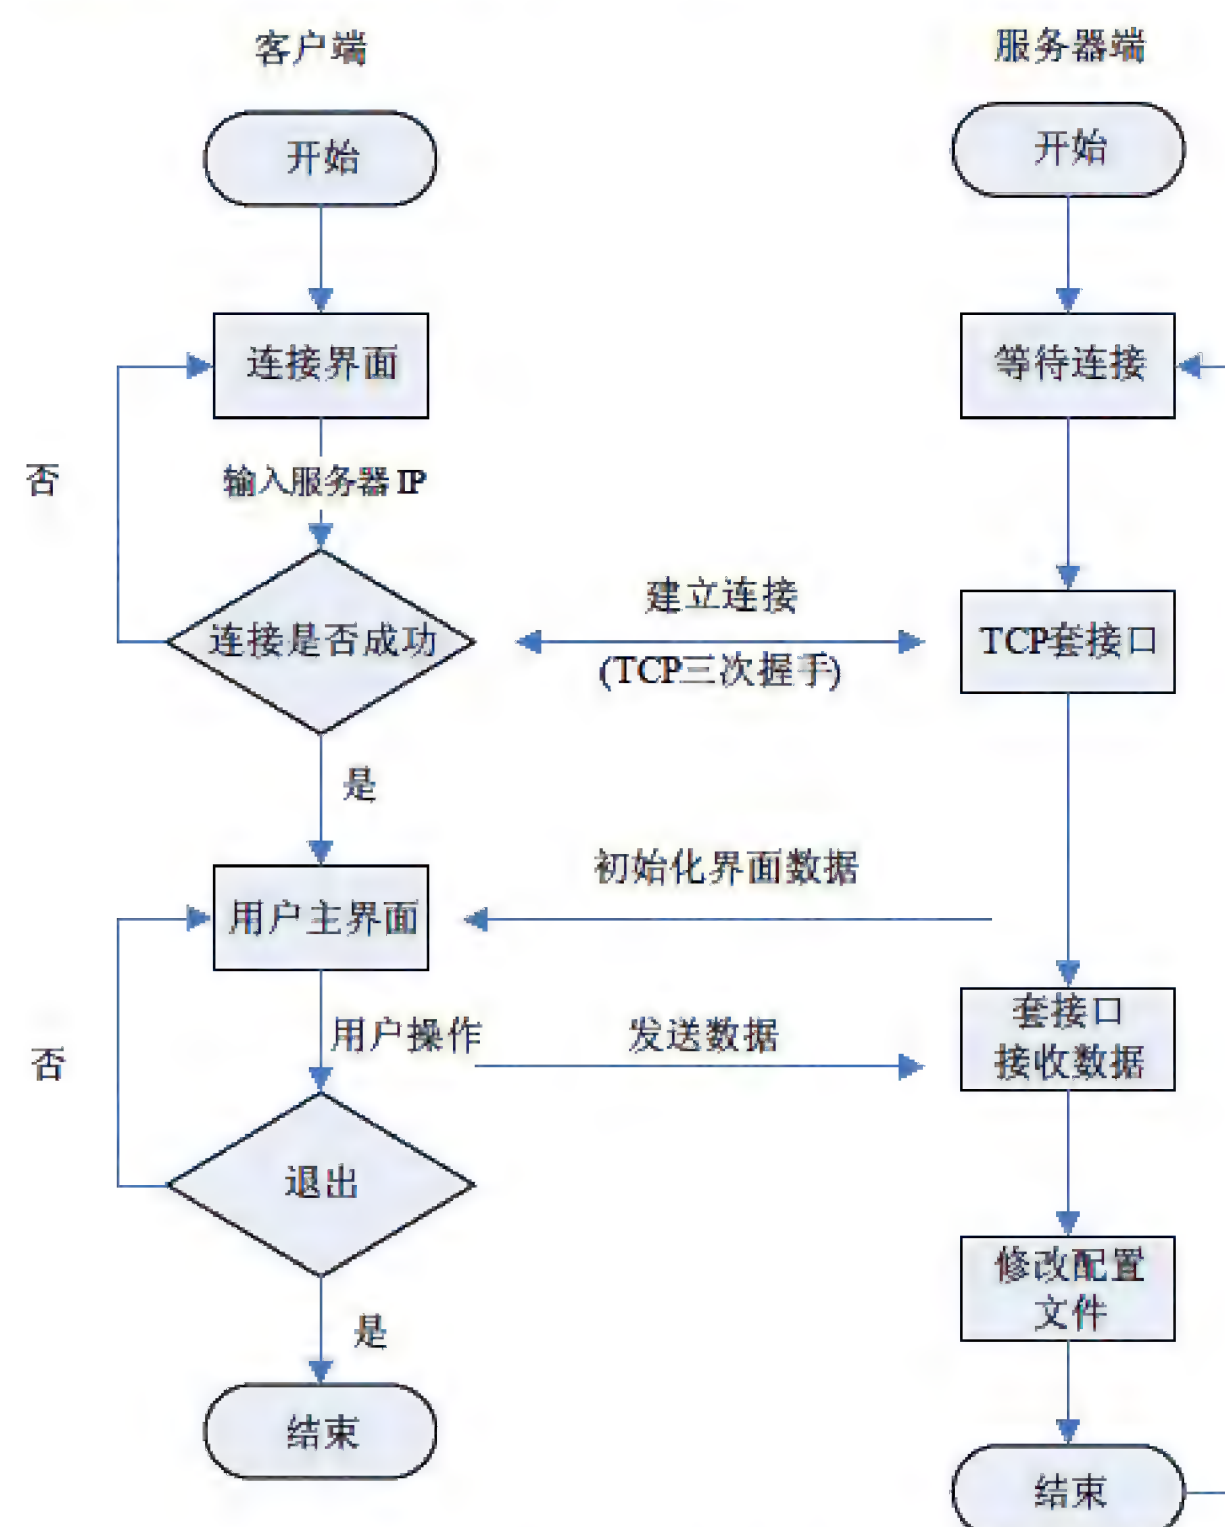 客户端
服务器端
开始
开始
连接界面
等待连接
否
输入服务器 IP
建立连接
连接是否成功
(TCP三次握手)
TCP套接口
是
初始化界面数据
用户主界面
用户操作
发送数据
套接口
接收数据
否
退出
修改配置
文件
是
结束
结束